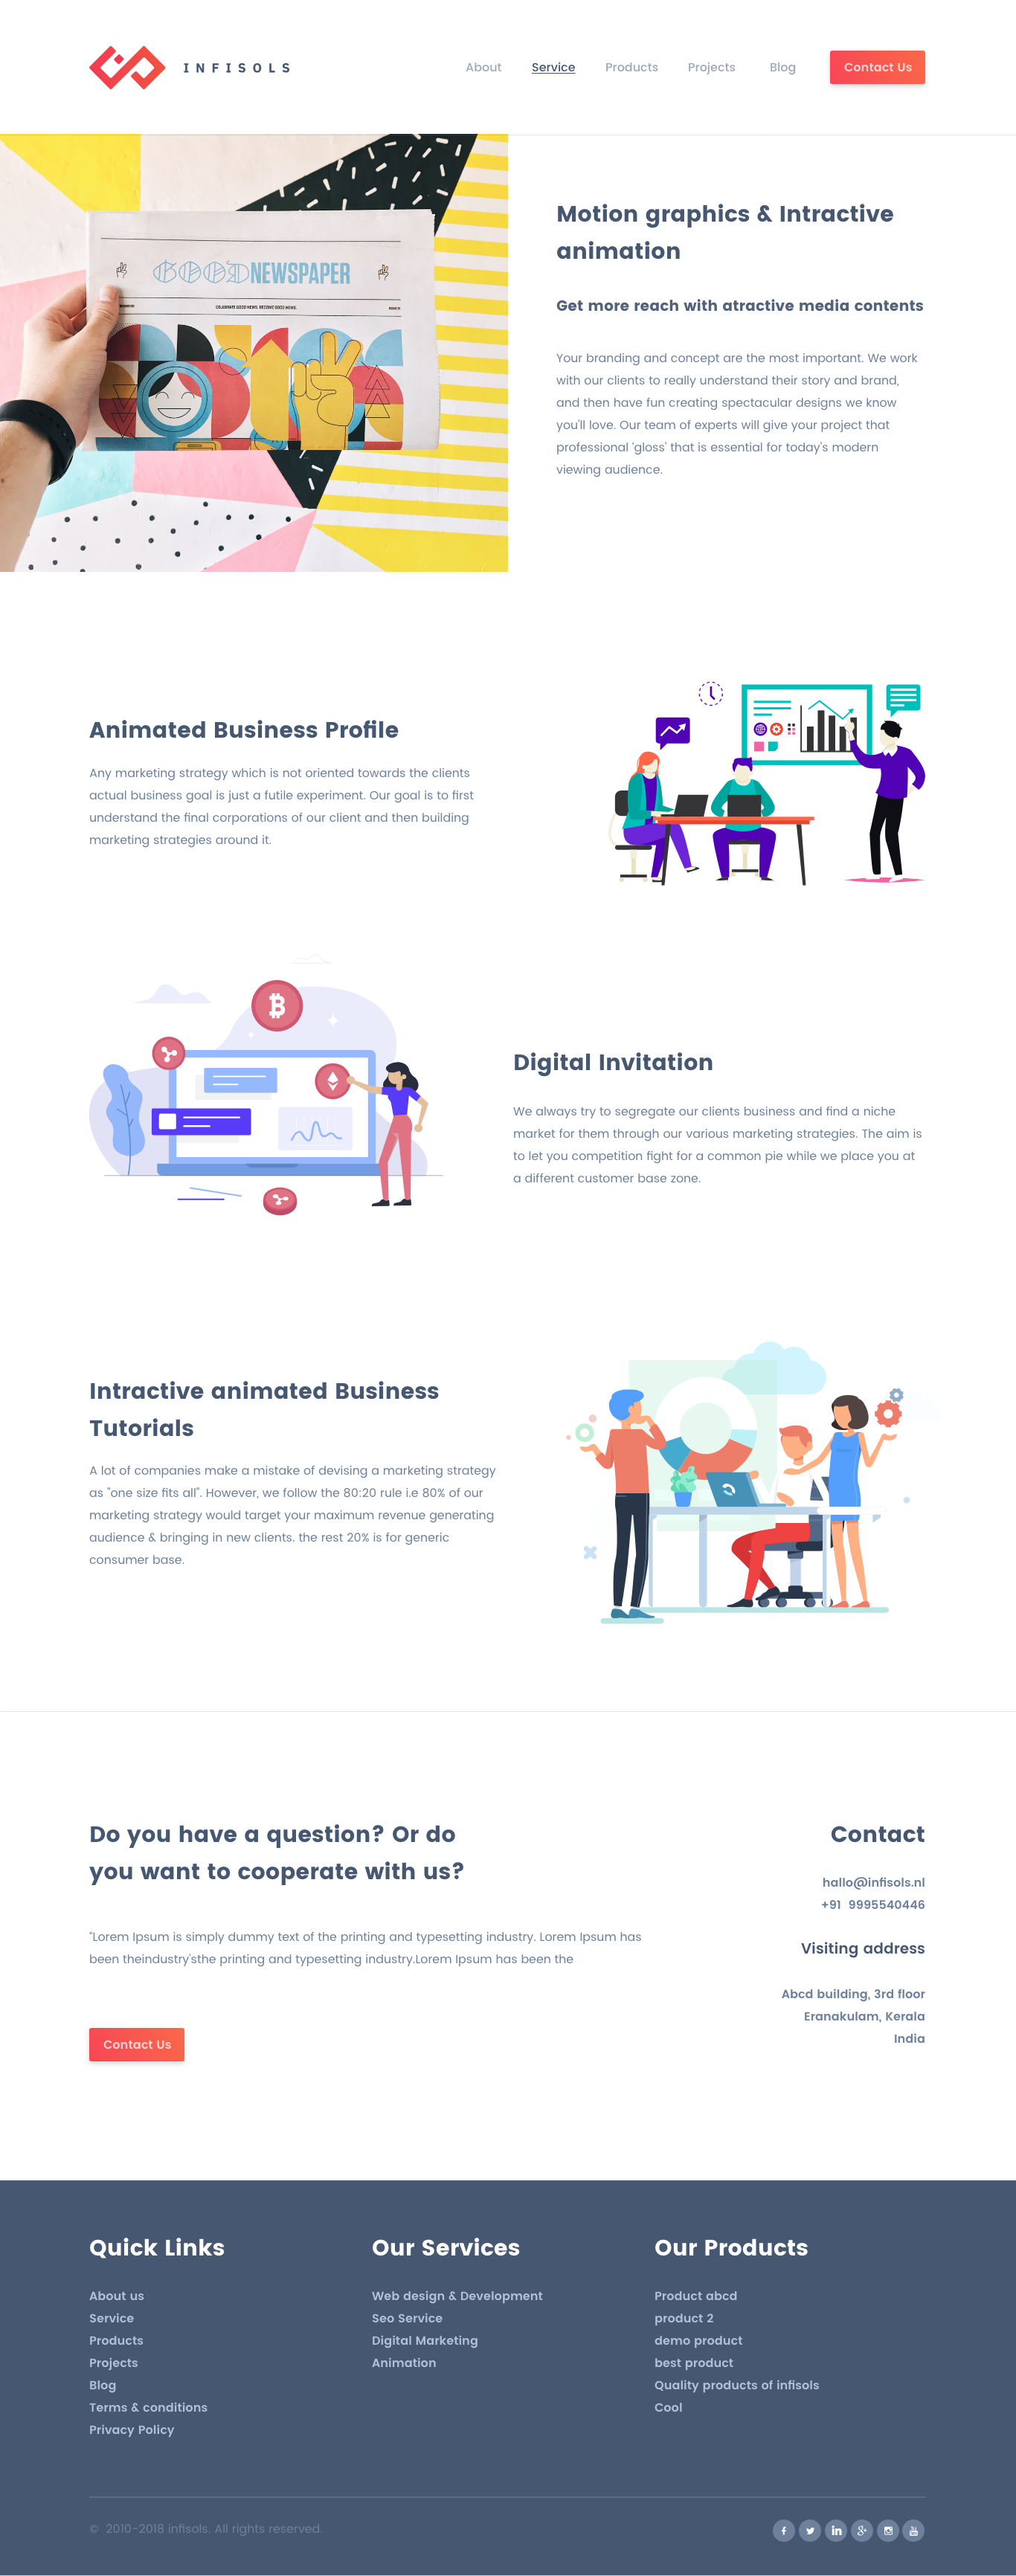 INFISOLS
About Service Products Projects Blog Contact Us
GOOD NEWSPAPER
CELEBRATE GOOD NEWS. BECOME GOOD NEWS.
Motion graphics & Intractive
animation
Get more reach with atractive media contents
Your branding and concept are the most important. We work
with our clients to really understand their story and brand,
and then have fun creating spectacular designs we know
you'll love. Our team of experts will give your project that
professional 'gloss' that is essential for today's modern
viewing audience.
Animated Business Profile
Any marketing strategy which is not oriented towards the clients
actual business goal is just a futile experiment. Our goal is to first
understand the final corporations of our client and then building
marketing strategies around it.
Digital Invitation
We always try to segregate our clients business and find a niche
market for them through our various marketing strategies. The aim is
to let you competition fight for a common pie while we place you at
a different customer base zone.
Intractive animated Business
Tutorials
A lot of companies make a mistake of devising a marketing strategy
as "one size fits all". However, we follow the 80:20 rule i.e 80% of our
marketing strategy would target your maximum revenue generating
audience & bringing in new clients. the rest 20% is for generic
consumer base.
Do you have a question? Or do
you want to cooperate with us?
"Lorem Ipsum is simply dummy text of the printing and typesetting industry. Lorem Ipsum has
been theindustry'sthe printing and typesetting industry.Lorem Ipsum has been the
Contact Us
Contact
hallo@infisols.nl
+91 9995540446
Visiting address
Abcd building, 3rd floor
Eranakulam, Kerala
India
Quick Links
About us
Service
Products
Projects
Blog
Terms & conditions
Privacy Policy
Our Services
Web design & Development
Seo Service
Digital Marketing
Animation
Our Products
Product abcd
product 2
demo product
best product
Quality products of infisols
Cool
© 2010-2018 infisols. All rights reserved.